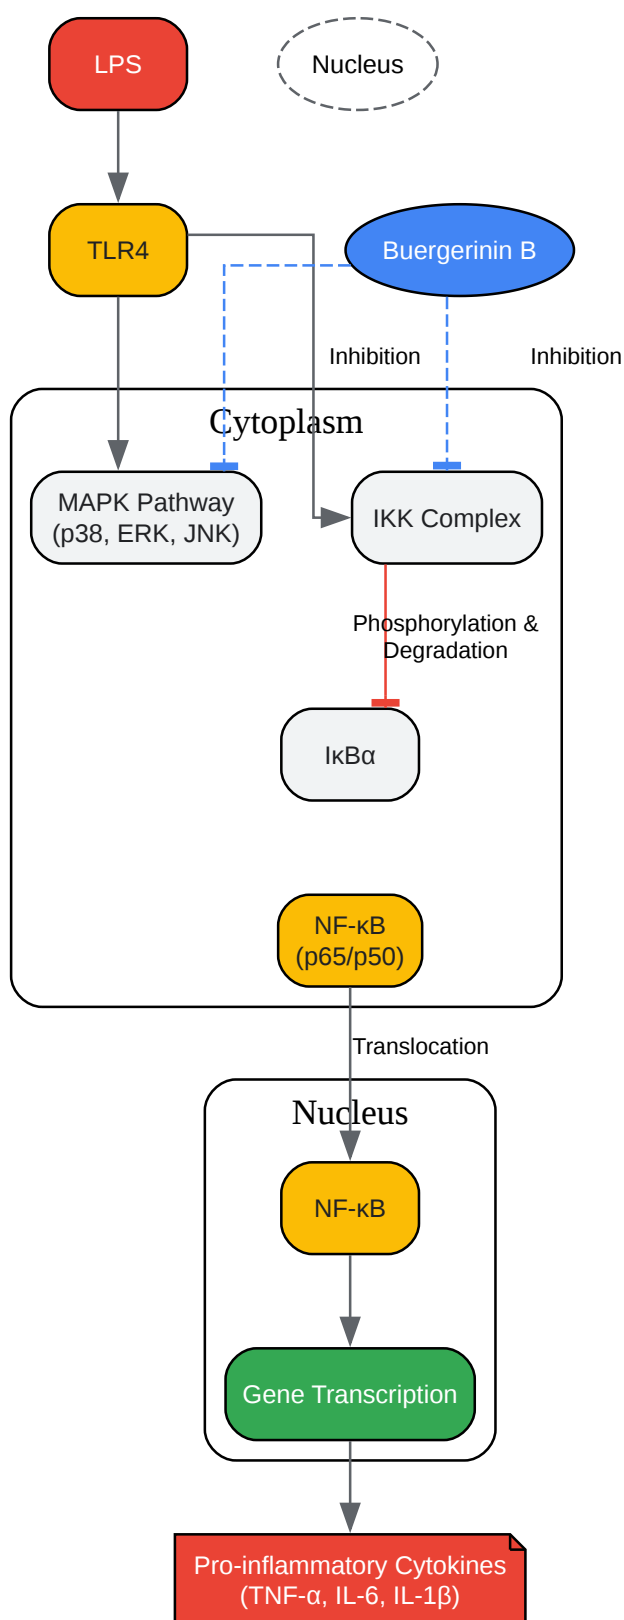 LPS
Nucleus
TLR4
Buergerinin B
Inhibition
Inhibition
Cytoplasm
MAPK Pathway
(p38, ERK, JNK)
IKK Complex
Phosphorylation &
Degradation
IκBα
NF-κB
(p65/p50)
Translocation
Nucleus
NF-κB
Gene Transcription
Pro-inflammatory Cytokines
(TNF-α, IL-6, IL-1β)